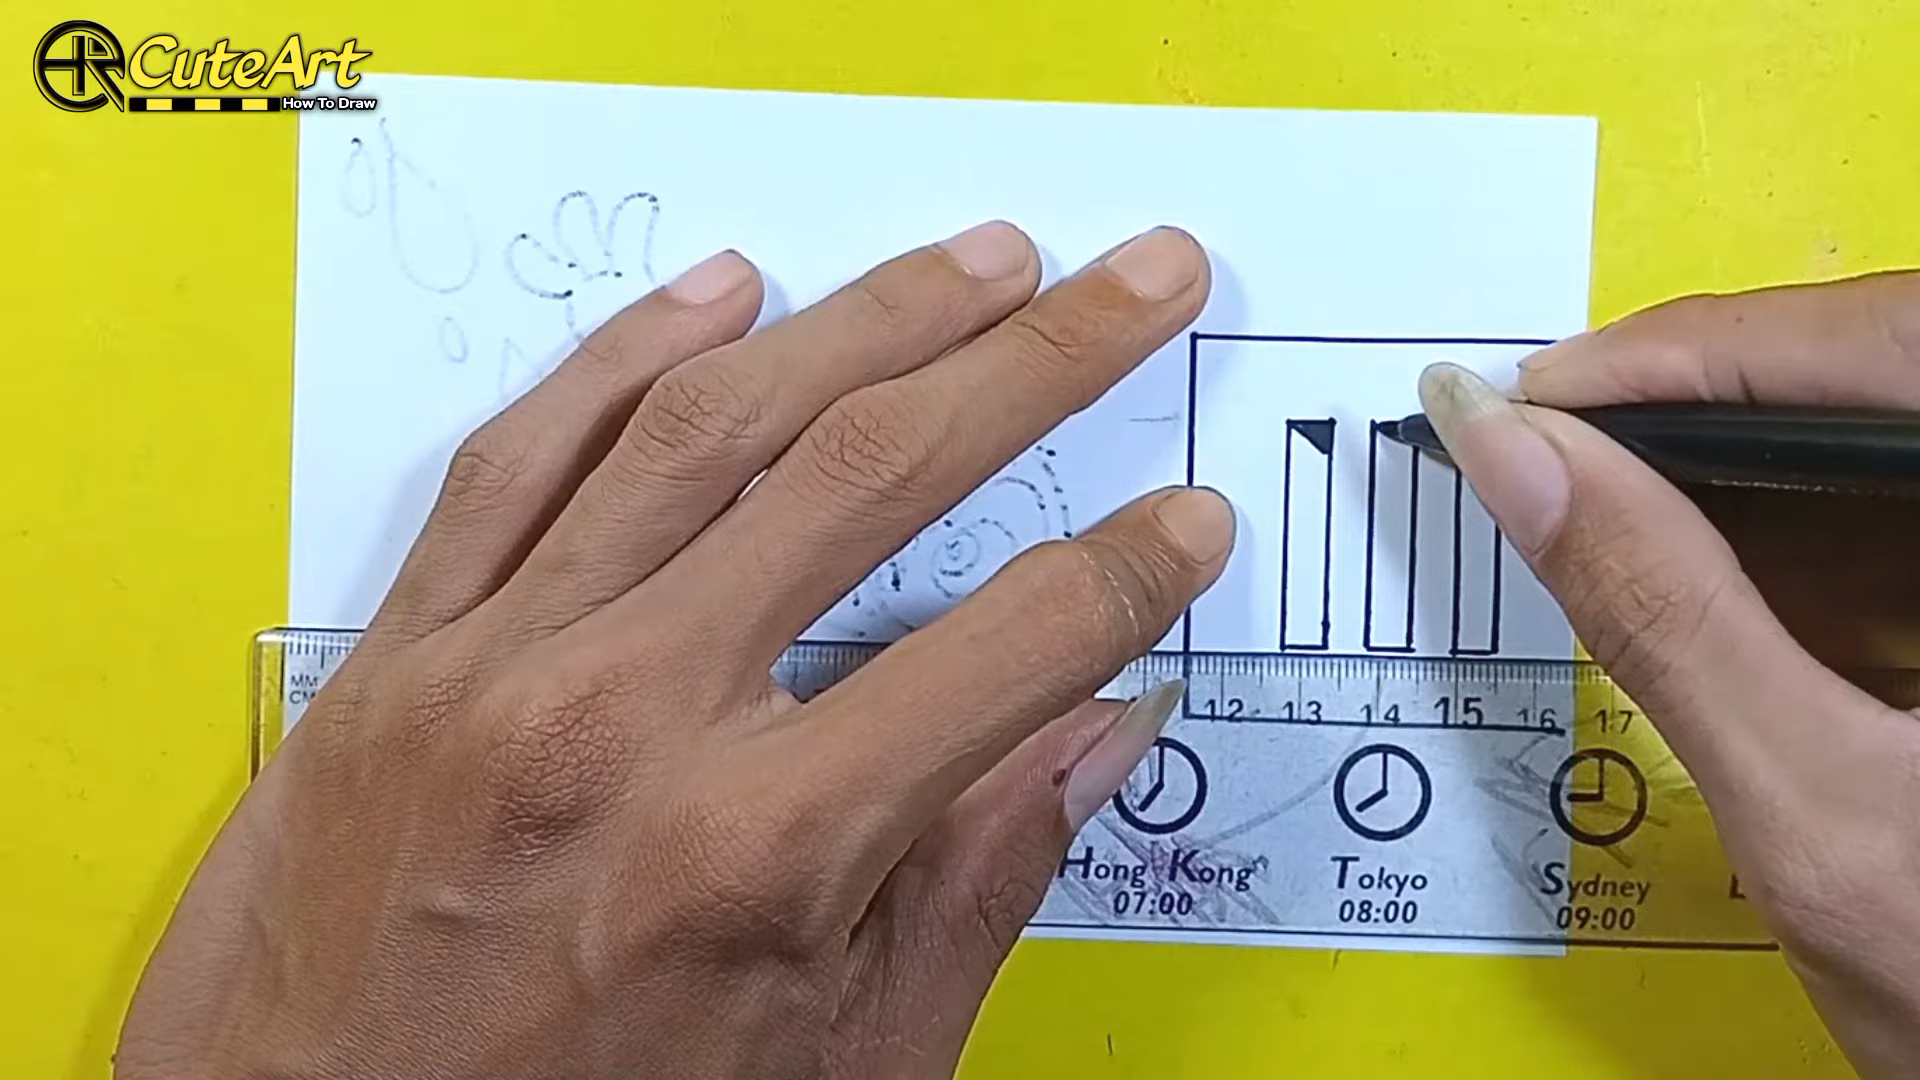 CuteArt
How To Draw
MM
12 13 14 15 16 17
Hong Kong
07:00
Tokyo
08:00
Sydney
09:00